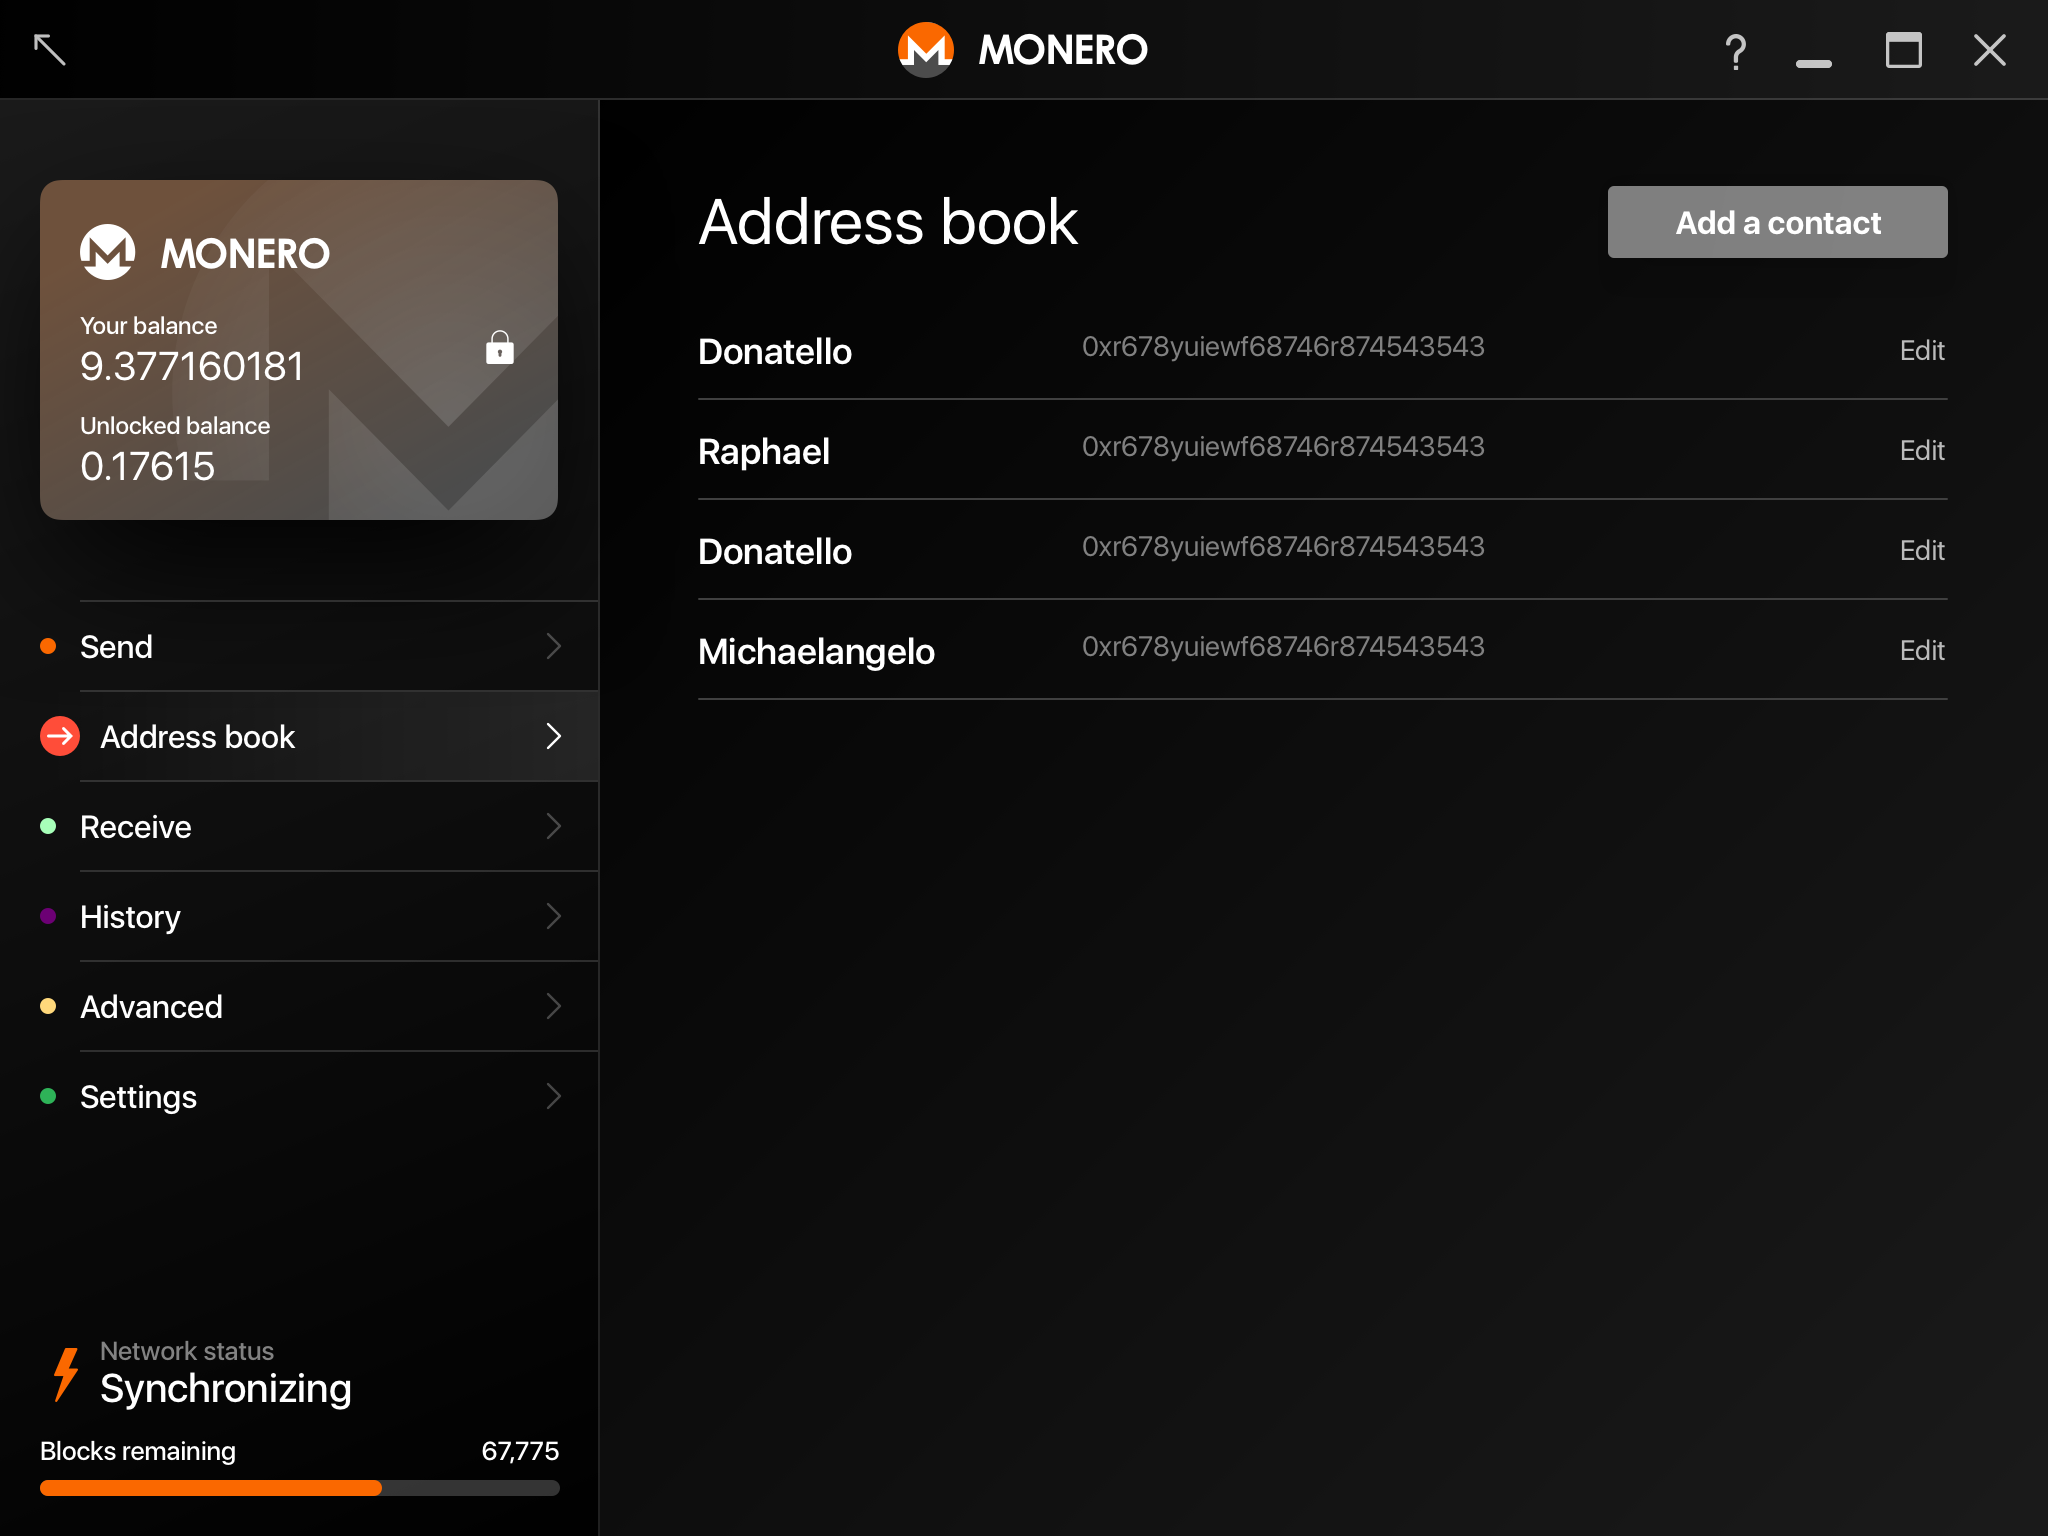 MONERO
?
MONERO
Your balance
9.377160181
Unlocked balance
0.17615
Send
Address book
Receive
History
Advanced
Settings
Network status
Synchronizing
Blocks remaining 67,775
Address book
Add a contact
Donatello 0xr678yuiewf68746r874543543 Edit
Raphael 0xr678yuiewf68746r874543543 Edit
Donatello 0xr678yuiewf68746r874543543 Edit
Michaelangelo 0xr678yuiewf68746r874543543 Edit